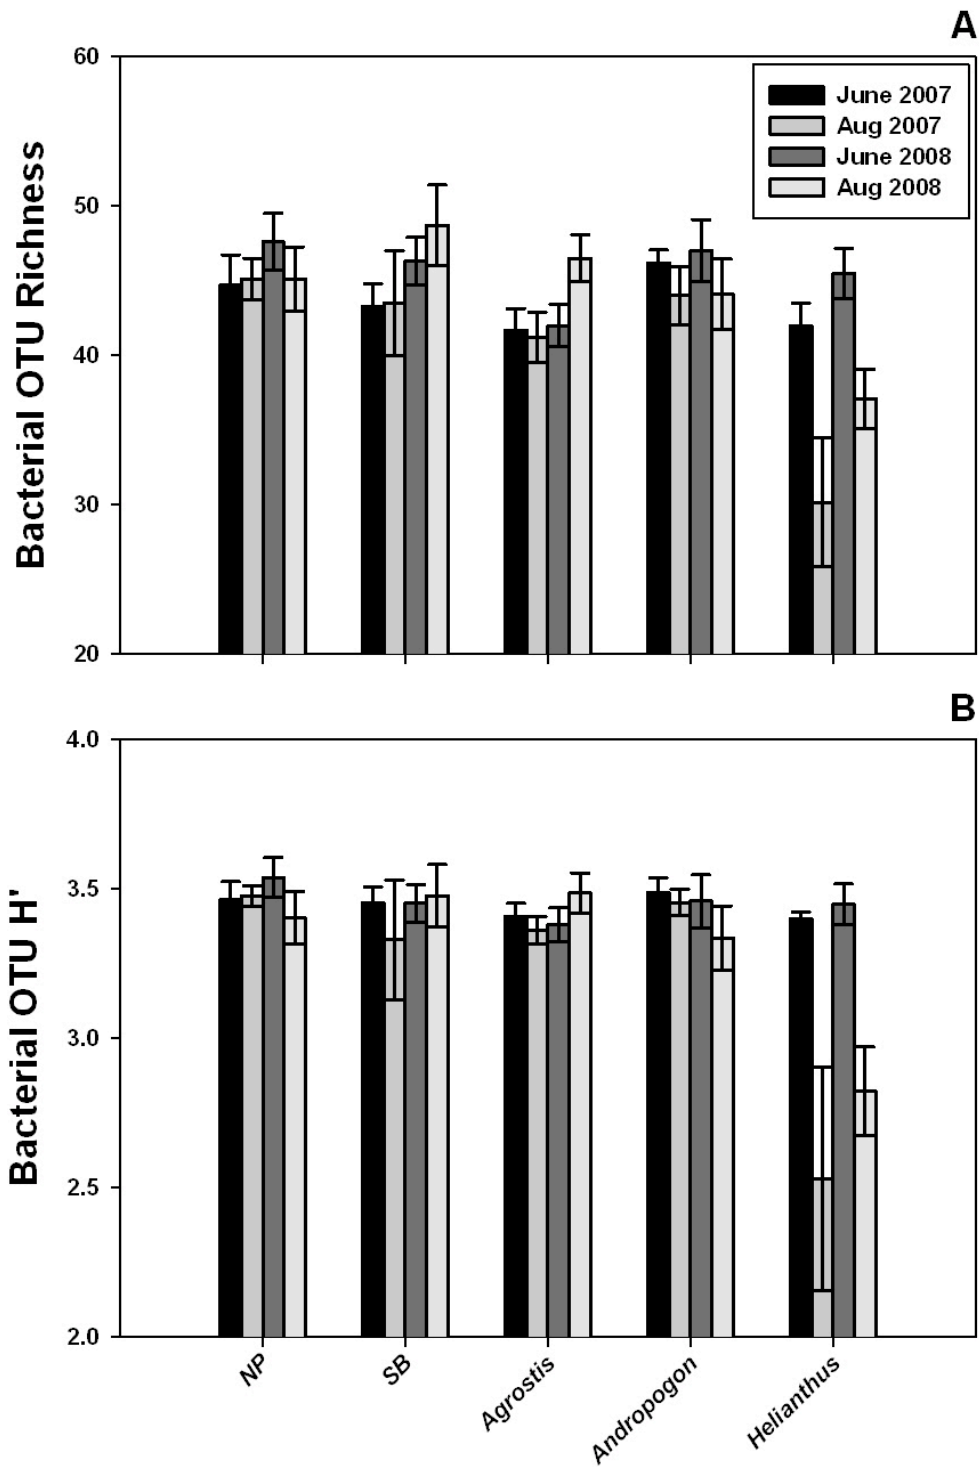 A
60
50
40
30
20
Bacterial OTU Richness
June 2007
Aug 2007
June 2008
Aug 2008
B
4.0
3.5
3.0
2.5
2.0
Bacterial OTU H'
NP
SB
Agrostis
Andropogon
Helianthus